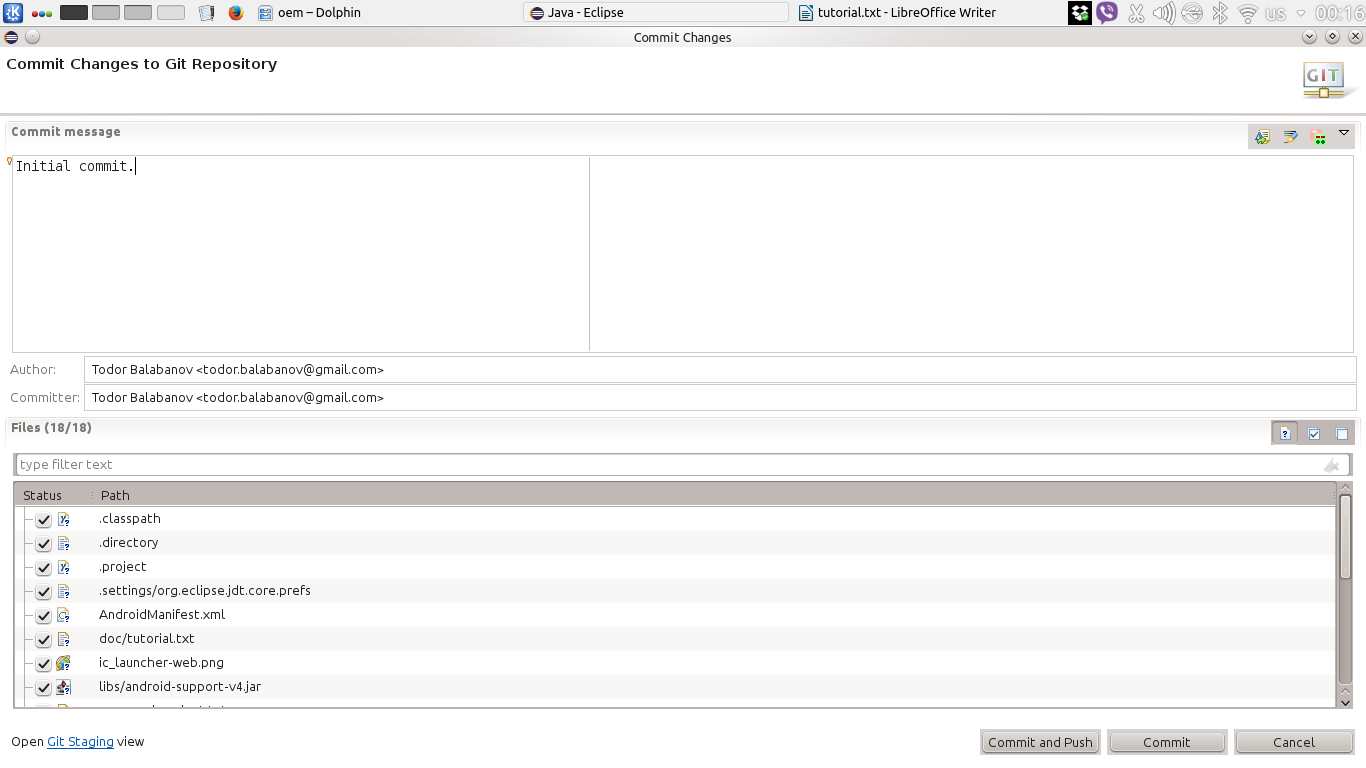 oem – Dolphin Java - Eclipse tutorial.txt - LibreOffice Writer us 00:16
Commit Changes
Commit Changes to Git Repository
GIT
Commit message
Initial commit.
Author: Todor Balabanov <todor.balabanov@gmail.com>
Committer: Todor Balabanov <todor.balabanov@gmail.com>
Files (18/18)
type filter text
Status Path
.classpath
.directory
.project
.settings/org.eclipse.jdt.core.prefs
AndroidManifest.xml
doc/tutorial.txt
ic_launcher-web.png
libs/android-support-v4.jar
Open Git Staging view Commit and Push Commit Cancel